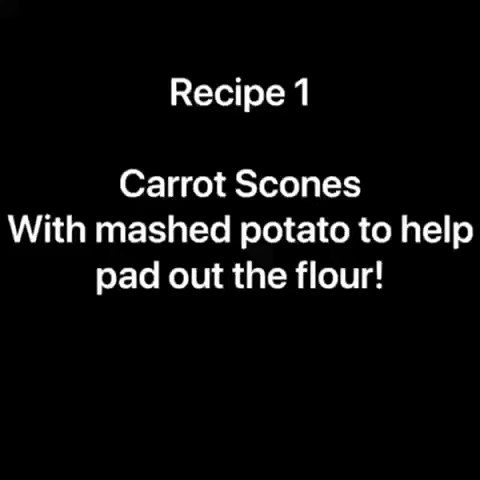 Recipe 1
Carrot Scones
With mashed potato to help
pad out the flour!